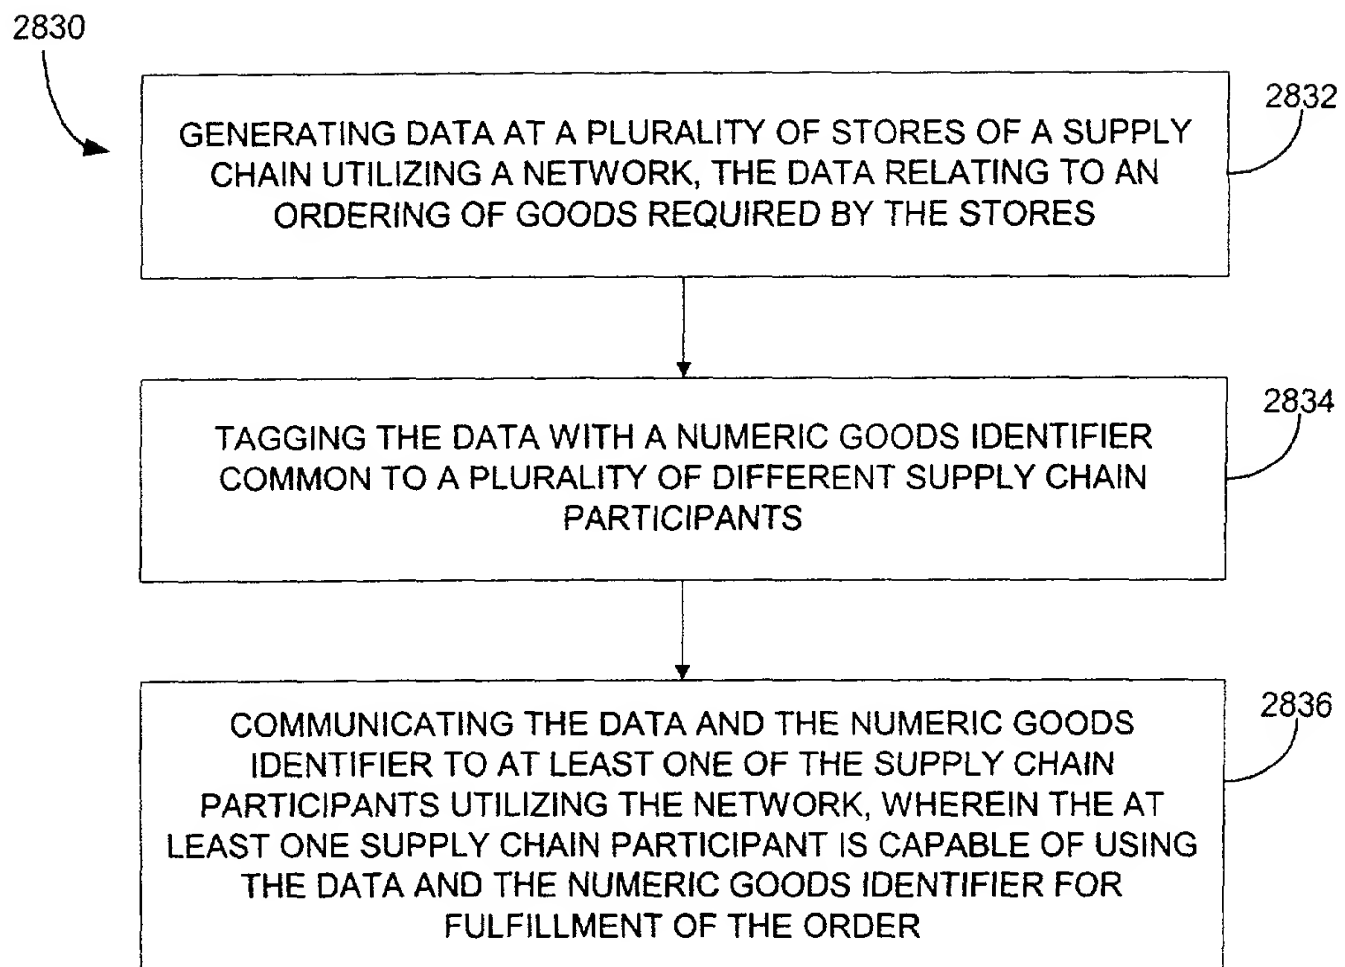 2830
2832
GENERATING DATA AT A PLURALITY OF STORES OF A SUPPLY
CHAIN UTILIZING A NETWORK, THE DATA RELATING TO AN
ORDERING OF GOODS REQUIRED BY THE STORES
2834
TAGGING THE DATA WITH A NUMERIC GOODS IDENTIFIER
COMMON TO A PLURALITY OF DIFFERENT SUPPLY CHAIN
PARTICIPANTS
2836
COMMUNICATING THE DATA AND THE NUMERIC GOODS
IDENTIFIER TO AT LEAST ONE OF THE SUPPLY CHAIN
PARTICIPANTS UTILIZING THE NETWORK, WHEREIN THE AT
LEAST ONE SUPPLY CHAIN PARTICIPANT IS CAPABLE OF USING
THE DATA AND THE NUMERIC GOODS IDENTIFIER FOR
FULFILLMENT OF THE ORDER